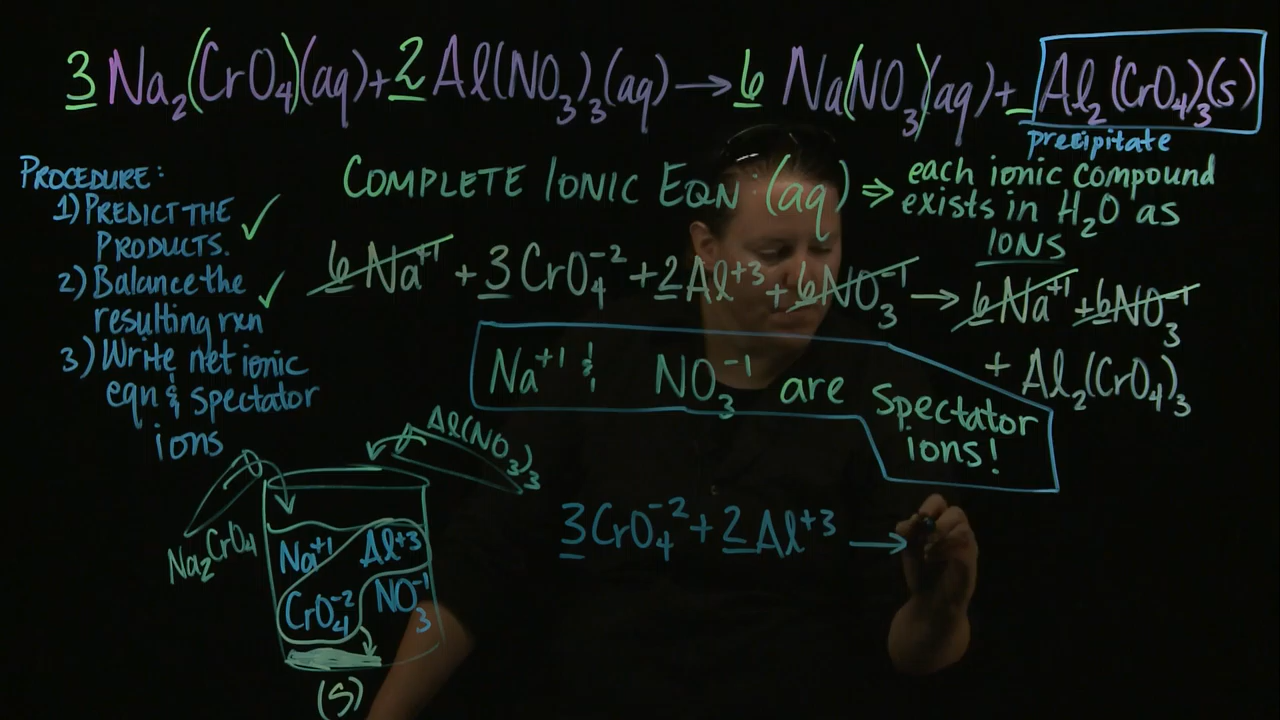 3 Na₂(CrO₄)(aq) + 2 Al(NO₃)₃(aq) → 6 Na(NO₃)(aq) + _ Al₂(CrO₄)₃(s)
precipitate
PROCEDURE:
1) PREDICT THE
PRODUCTS. ✓
2) Balance the
resulting rxn ✓
3) Write net ionic
eqn & spectator
ions
COMPLETE IONIC EQN: (aq) ⇒ each ionic compound
exists in H₂O as
IONS
6 Na⁺¹ + 3 CrO₄⁻² + 2 Al⁺³ + 6 NO₃⁻¹ → 6 Na⁺¹ + 6 NO₃⁻¹
+ Al₂(CrO₄)₃
Na⁺¹ & NO₃⁻¹ are Spectator
ions!
Al(NO₃)₃
Na₂CrO₄
Na⁺¹ Al⁺³
CrO₄⁻² NO₃⁻¹
(s)
3 CrO₄⁻² + 2 Al⁺³ →